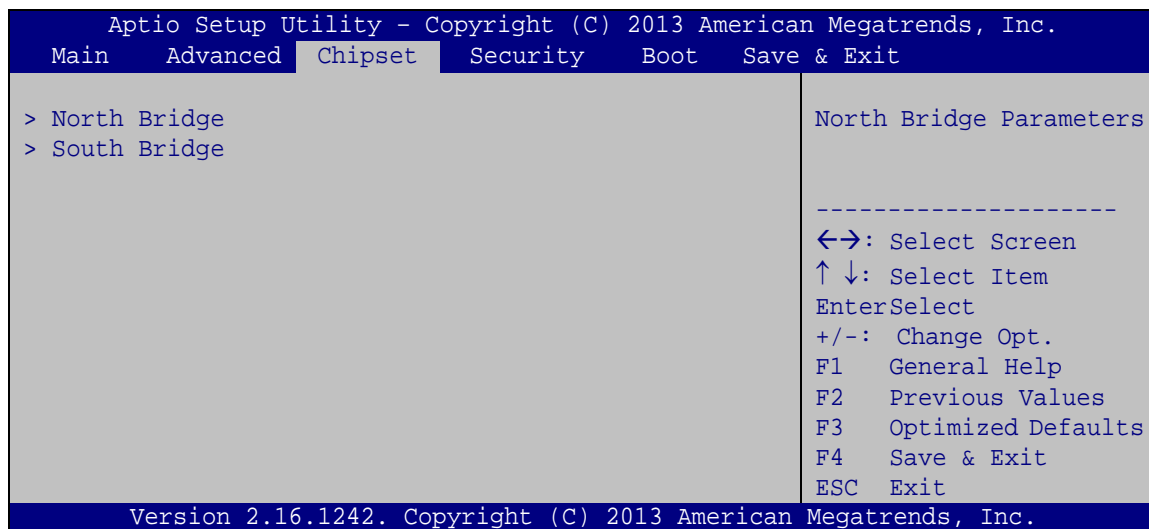 Aptio Setup Utility – Copyright (C) 2013 American Megatrends, Inc.
Main Advanced Chipset Security Boot Save & Exit
> North Bridge
> South Bridge
North Bridge Parameters
---------------------
←→: Select Screen
↑ ↓: Select Item
EnterSelect
+/-: Change Opt.
F1 General Help
F2 Previous Values
F3 Optimized Defaults
F4 Save & Exit
ESC Exit
Version 2.16.1242. Copyright (C) 2013 American Megatrends, Inc.